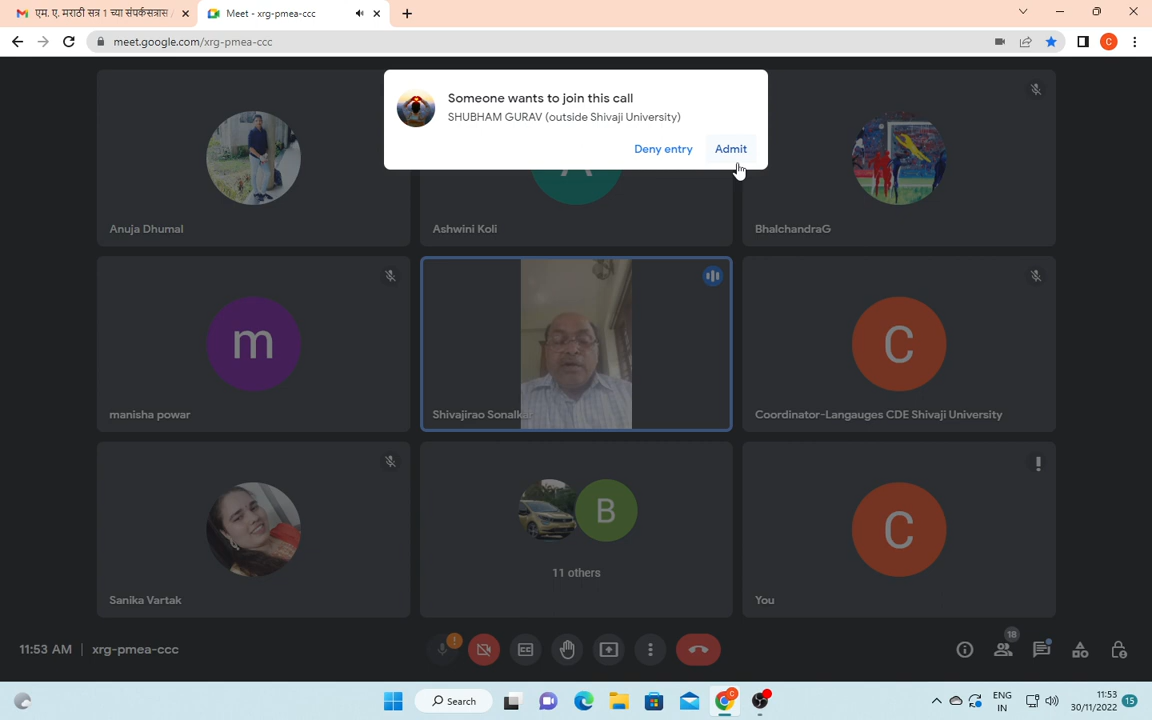 एम. ए. मराठी सत्र 1 च्या संपर्कसत्रास
Meet - xrg-pmea-ccc
meet.google.com/xrg-pmea-ccc
C
Someone wants to join this call
SHUBHAM GURAV (outside Shivaji University)
Deny entry
Admit
Anuja Dhumal
Ashwini Koli
BhalchandraG
m
C
manisha powar
Shivajirao Sonalka
Coordinator-Langauges CDE Shivaji University
B
C
11 others
Sanika Vartak
You
11:53 AM | xrg-pmea-ccc
18
Search
ENG
IN
11:53
30/11/2022
15